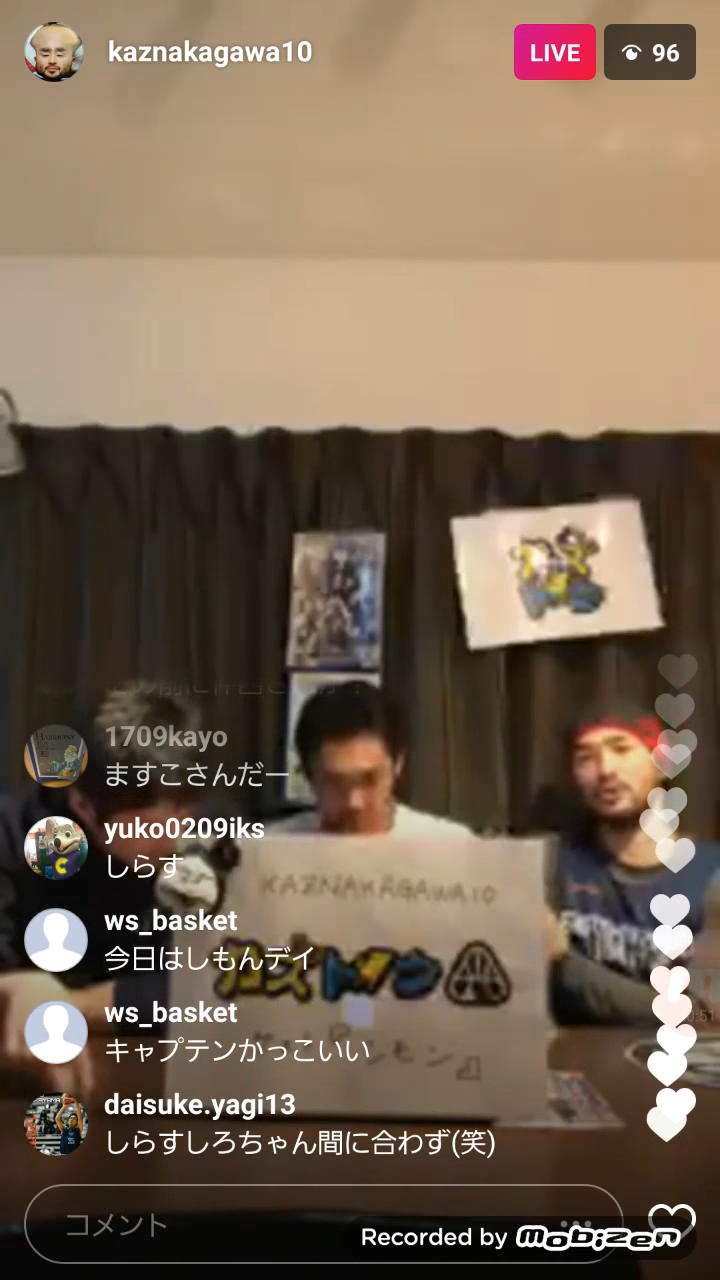 kaznakagawa10
LIVE
96
1709kayo
ますこさんだー
yuko0209iks
しらす
ws_basket
今日はしもんデイ
ws_basket
キャプテンかっこいい
daisuke.yagi13
しらすしろちゃん間に合わず(笑)
KAZNAKAGAWA10
コメント
Recorded by mobizen